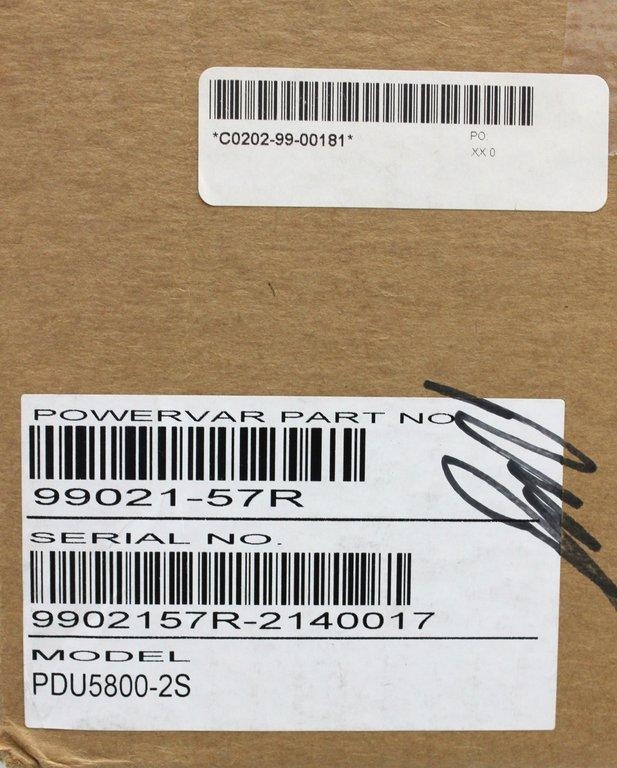 *C0202-99-00181*
PO:
XX 0
POWERVAR PART NO
99021-57R
SERIAL NO.
9902157R-2140017
MODEL
PDU5800-2S